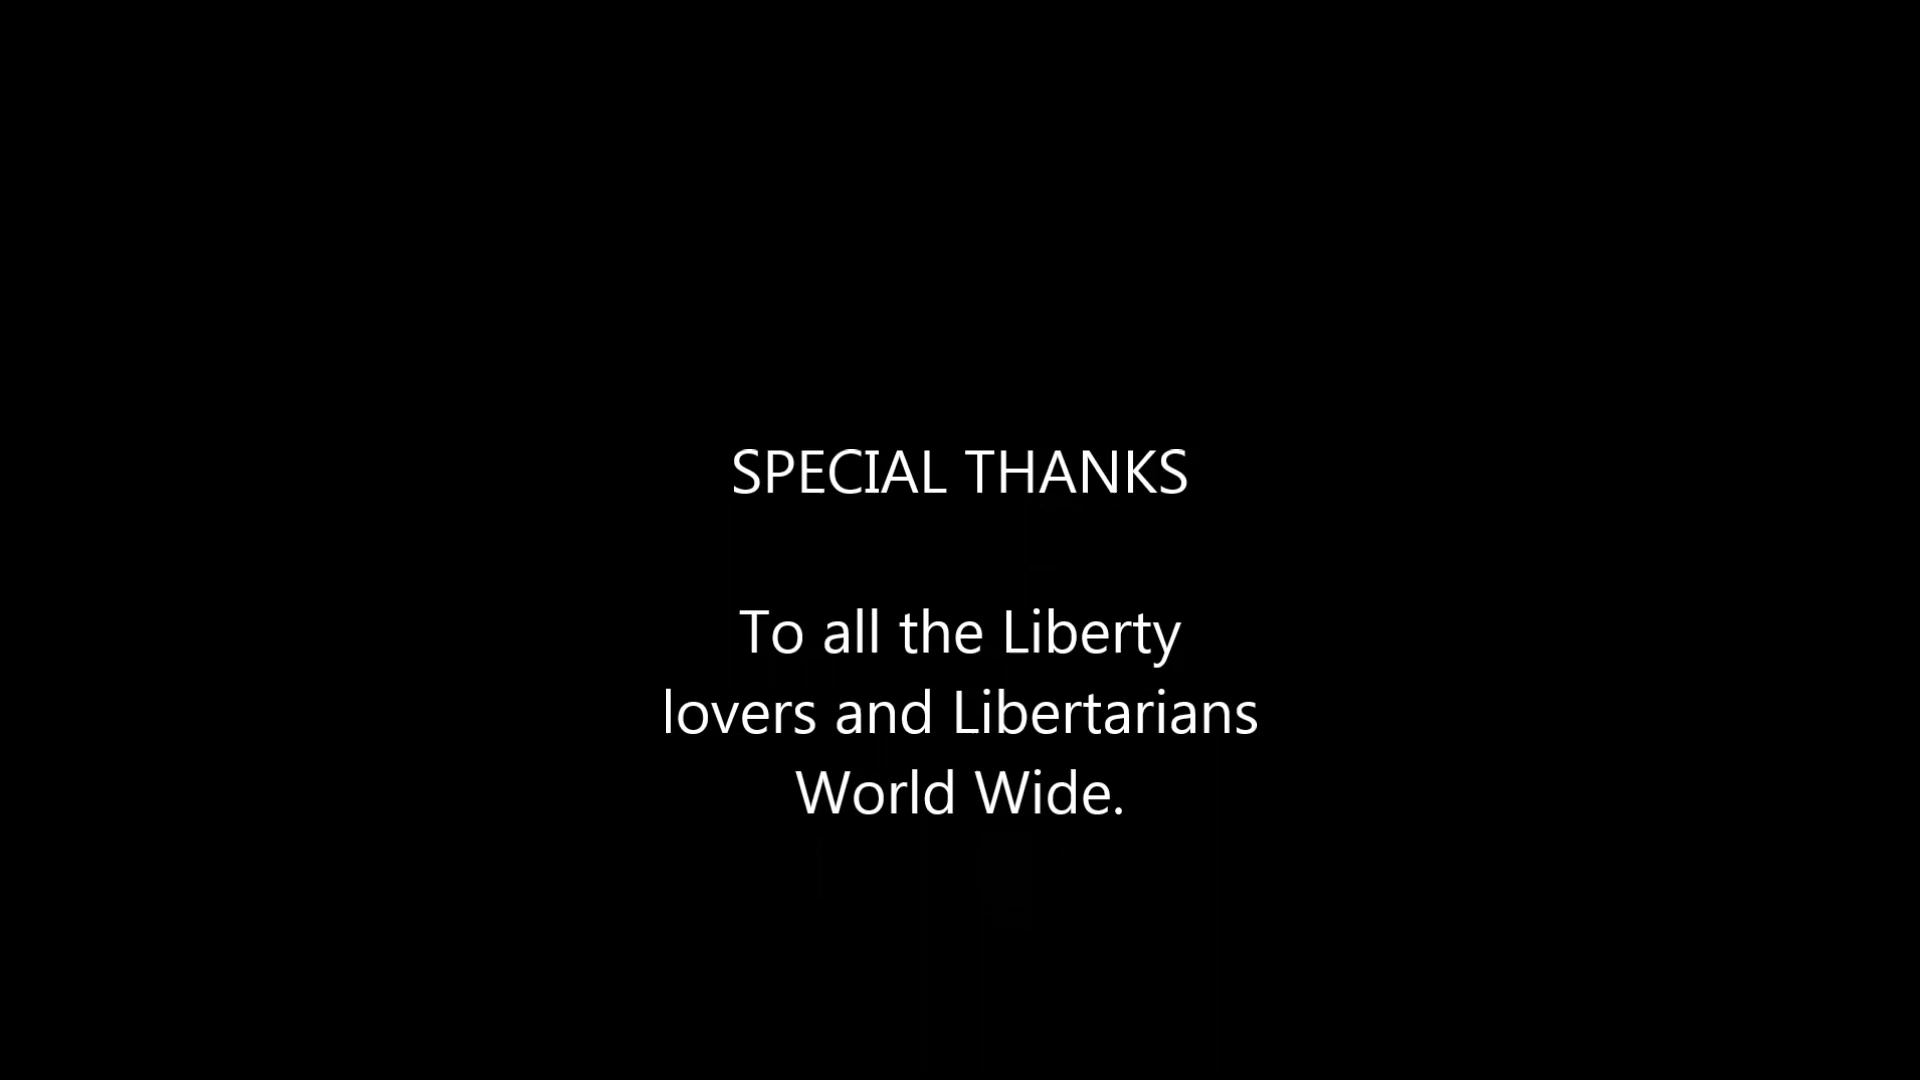 SPECIAL THANKS
To all the Liberty
lovers and Libertarians
World Wide.